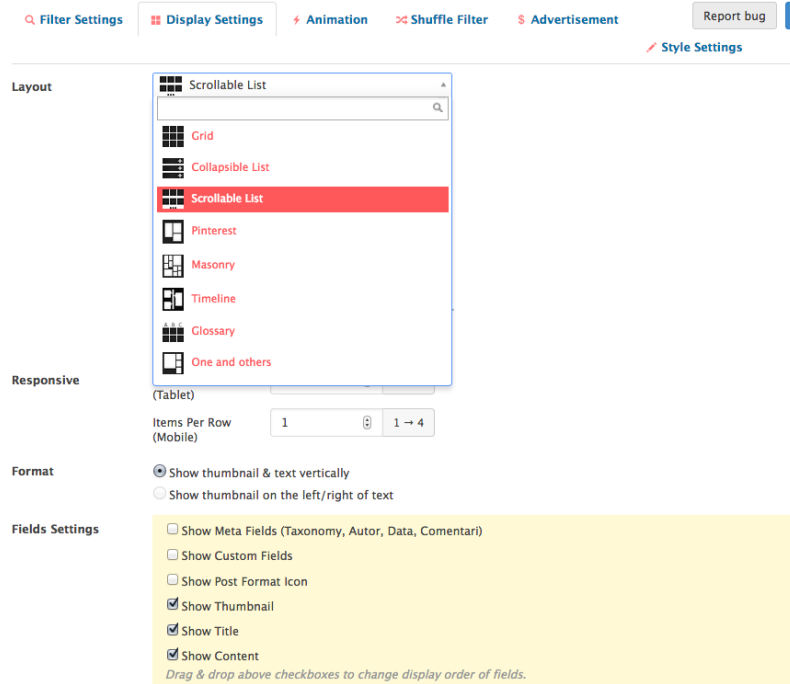 Filter Settings
Display Settings
Animation
Shuffle Filter
$ Advertisement
Report bug
Style Settings
Layout
Scrollable List
Grid
Collapsible List
Scrollable List
Pinterest
Masonry
Timeline
A B C
Glossary
One and others
Responsive
(Tablet)
Items Per Row
(Mobile)
1
1 → 4
Format
Show thumbnail & text vertically
Show thumbnail on the left/right of text
Fields Settings
Show Meta Fields (Taxonomy, Autor, Data, Comentari)
Show Custom Fields
Show Post Format Icon
Show Thumbnail
Show Title
Show Content
Drag & drop above checkboxes to change display order of fields.